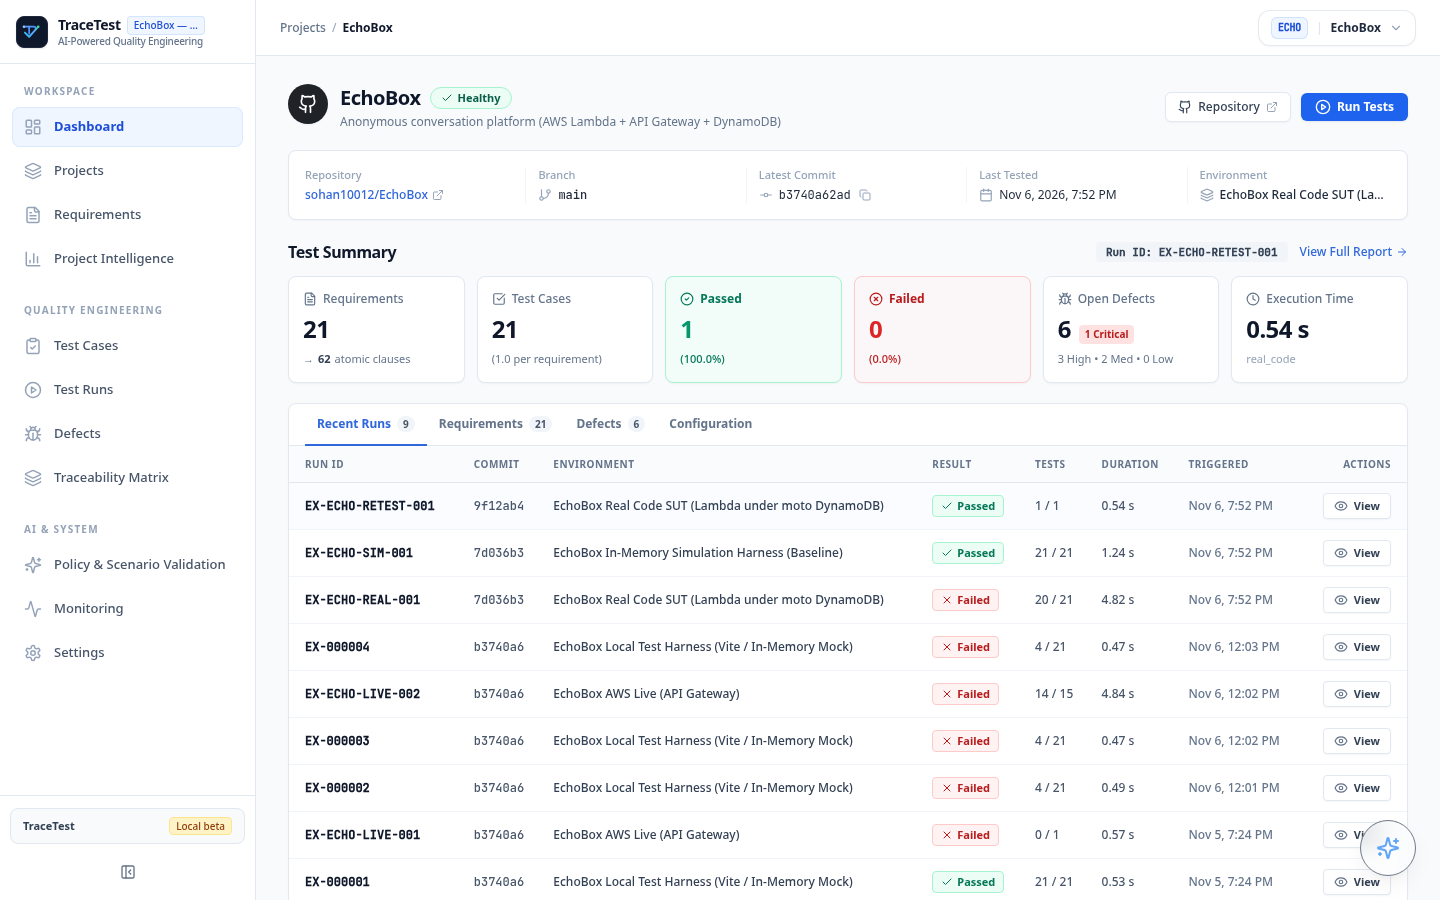 TraceTest EchoBox — ...
AI-Powered Quality Engineering
WORKSPACE
Dashboard
Projects
Requirements
Project Intelligence
QUALITY ENGINEERING
Test Cases
Test Runs
Defects
Traceability Matrix
AI & SYSTEM
Policy & Scenario Validation
Monitoring
Settings
TraceTest Local beta
Projects / EchoBox
ECHO EchoBox
EchoBox Healthy
Anonymous conversation platform (AWS Lambda + API Gateway + DynamoDB)
Repository Run Tests
Repository Branch Latest Commit Last Tested Environment
sohan10012/EchoBox main b3740a62ad Nov 6, 2026, 7:52 PM EchoBox Real Code SUT (La...
Test Summary Run ID: EX-ECHO-RETEST-001 View Full Report →
Requirements Test Cases Passed Failed Open Defects Execution Time
21 21 1 0 6 1 Critical 0.54 s
→ 62 atomic clauses (1.0 per requirement) (100.0%) (0.0%) 3 High • 2 Med • 0 Low real_code
Recent Runs 9 Requirements 21 Defects 6 Configuration
RUN ID COMMIT ENVIRONMENT RESULT TESTS DURATION TRIGGERED ACTIONS
EX-ECHO-RETEST-001 9f12ab4 EchoBox Real Code SUT (Lambda under moto DynamoDB) Passed 1 / 1 0.54 s Nov 6, 7:52 PM View
EX-ECHO-SIM-001 7d036b3 EchoBox In-Memory Simulation Harness (Baseline) Passed 21 / 21 1.24 s Nov 6, 7:52 PM View
EX-ECHO-REAL-001 7d036b3 EchoBox Real Code SUT (Lambda under moto DynamoDB) Failed 20 / 21 4.82 s Nov 6, 7:52 PM View
EX-000004 b3740a6 EchoBox Local Test Harness (Vite / In-Memory Mock) Failed 4 / 21 0.47 s Nov 6, 12:03 PM View
EX-ECHO-LIVE-002 b3740a6 EchoBox AWS Live (API Gateway) Failed 14 / 15 4.84 s Nov 6, 12:02 PM View
EX-000003 b3740a6 EchoBox Local Test Harness (Vite / In-Memory Mock) Failed 4 / 21 0.47 s Nov 6, 12:02 PM View
EX-000002 b3740a6 EchoBox Local Test Harness (Vite / In-Memory Mock) Failed 4 / 21 0.49 s Nov 6, 12:01 PM View
EX-ECHO-LIVE-001 b3740a6 EchoBox AWS Live (API Gateway) Failed 0 / 1 0.57 s Nov 5, 7:24 PM
EX-000001 b3740a6 EchoBox Local Test Harness (Vite / In-Memory Mock) Passed 21 / 21 0.53 s Nov 5, 7:24 PM View